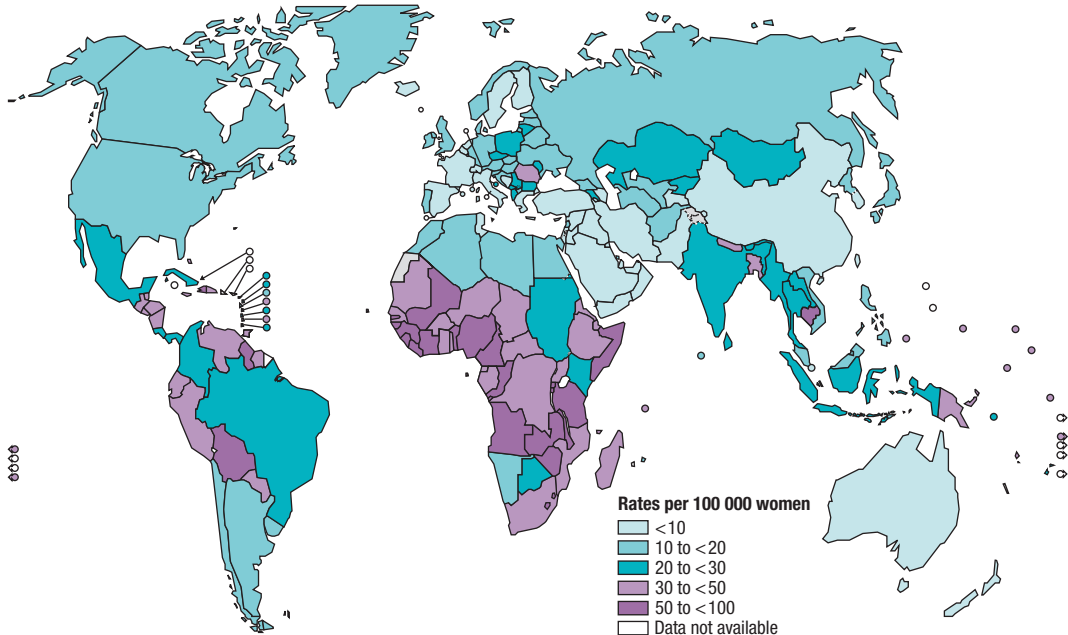 Rates per 100 000 women
<10
10 to <20
20 to <30
30 to <50
50 to <100
Data not available